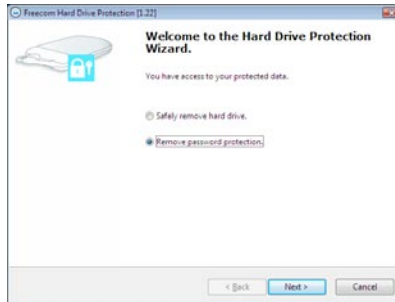 Freecom Hard Drive Protection [1.22]
Welcome to the Hard Drive Protection
Wizard.
You have access to your protected data.
Safely remove hard drive.
Remove password protection.
< Back Next > Cancel